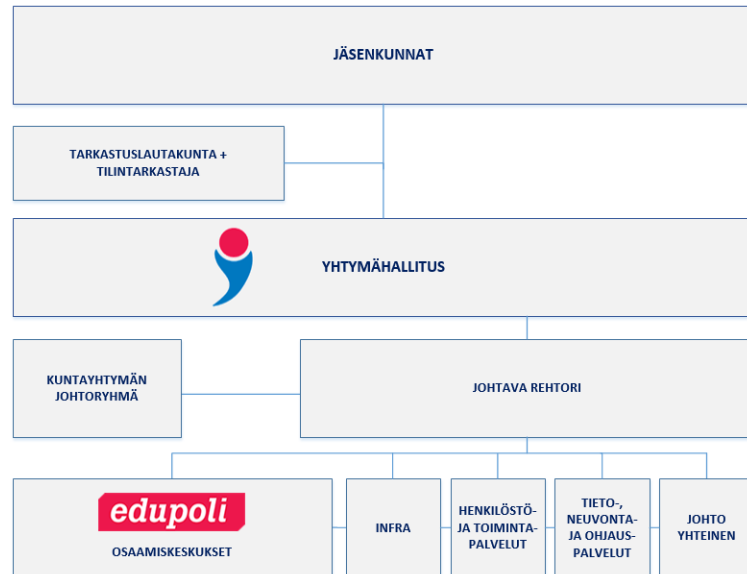 JÄSENKUNNAT
TARKASTUSLAUTAKUNTA +
TILINTARKASTAJA
YHTYMÄHALLITUS
KUNTAYHTYMÄN
JOHTORYHMÄ
JOHTAVA REHTORI
edupoli
OSAAMISKESKUKSET
INFRA
HENKILÖSTÖ-
JA TOIMINTA-
PALVELUT
TIETO-,
NEUVONTA-
JA OHJAUS-
PALVELUT
JOHTO
YHTEINEN